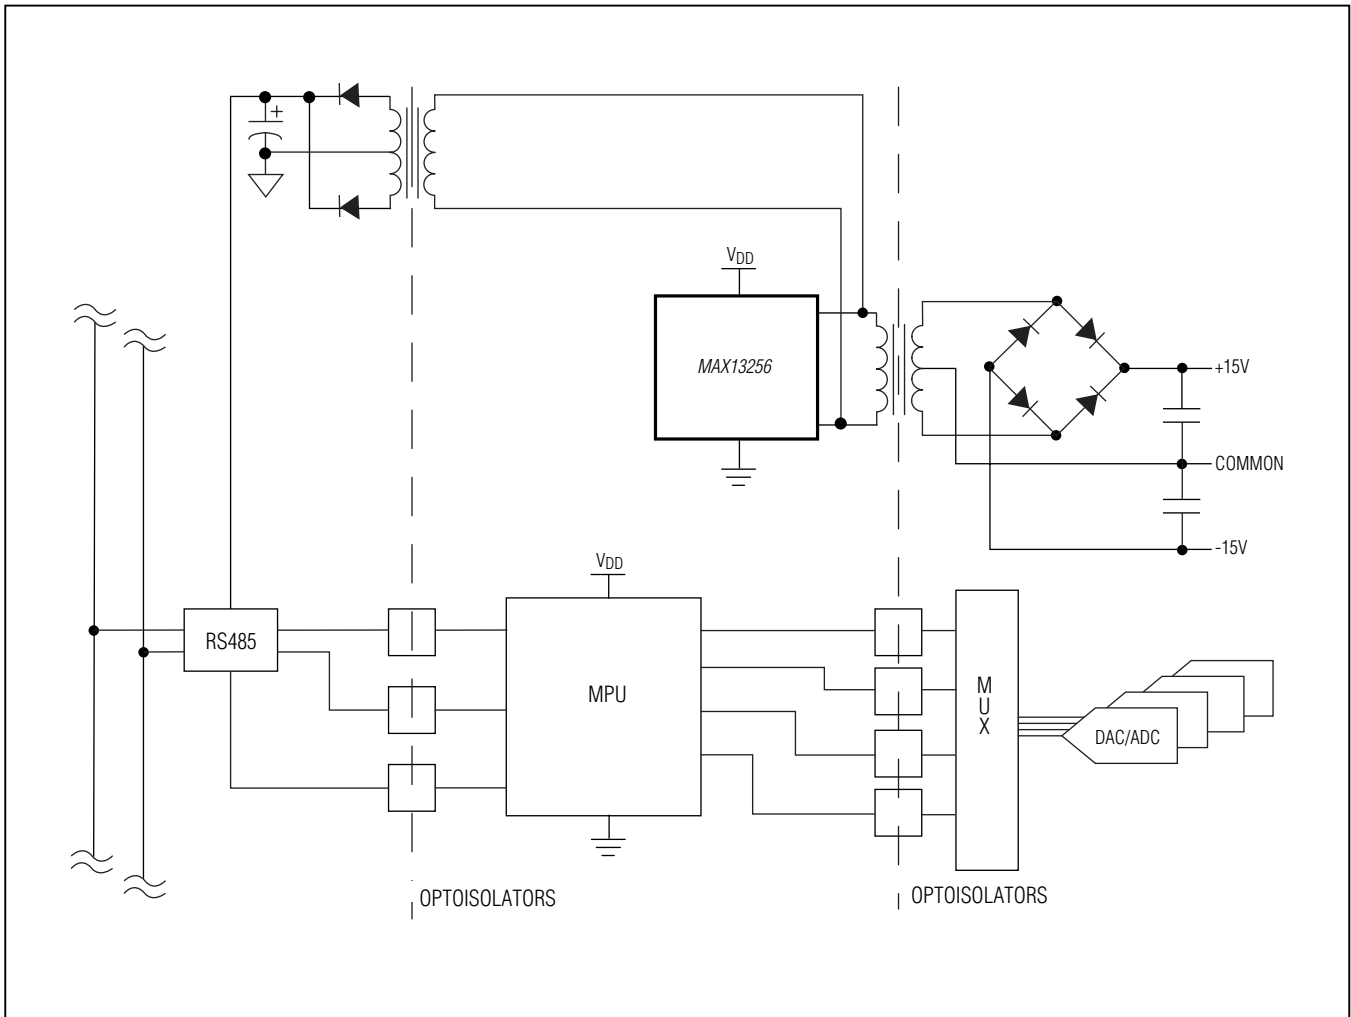 +
VDD
MAX13256
+15V
COMMON
-15V
VDD
RS485
MPU
M
U
X
DAC/ADC
OPTOISOLATORS
OPTOISOLATORS